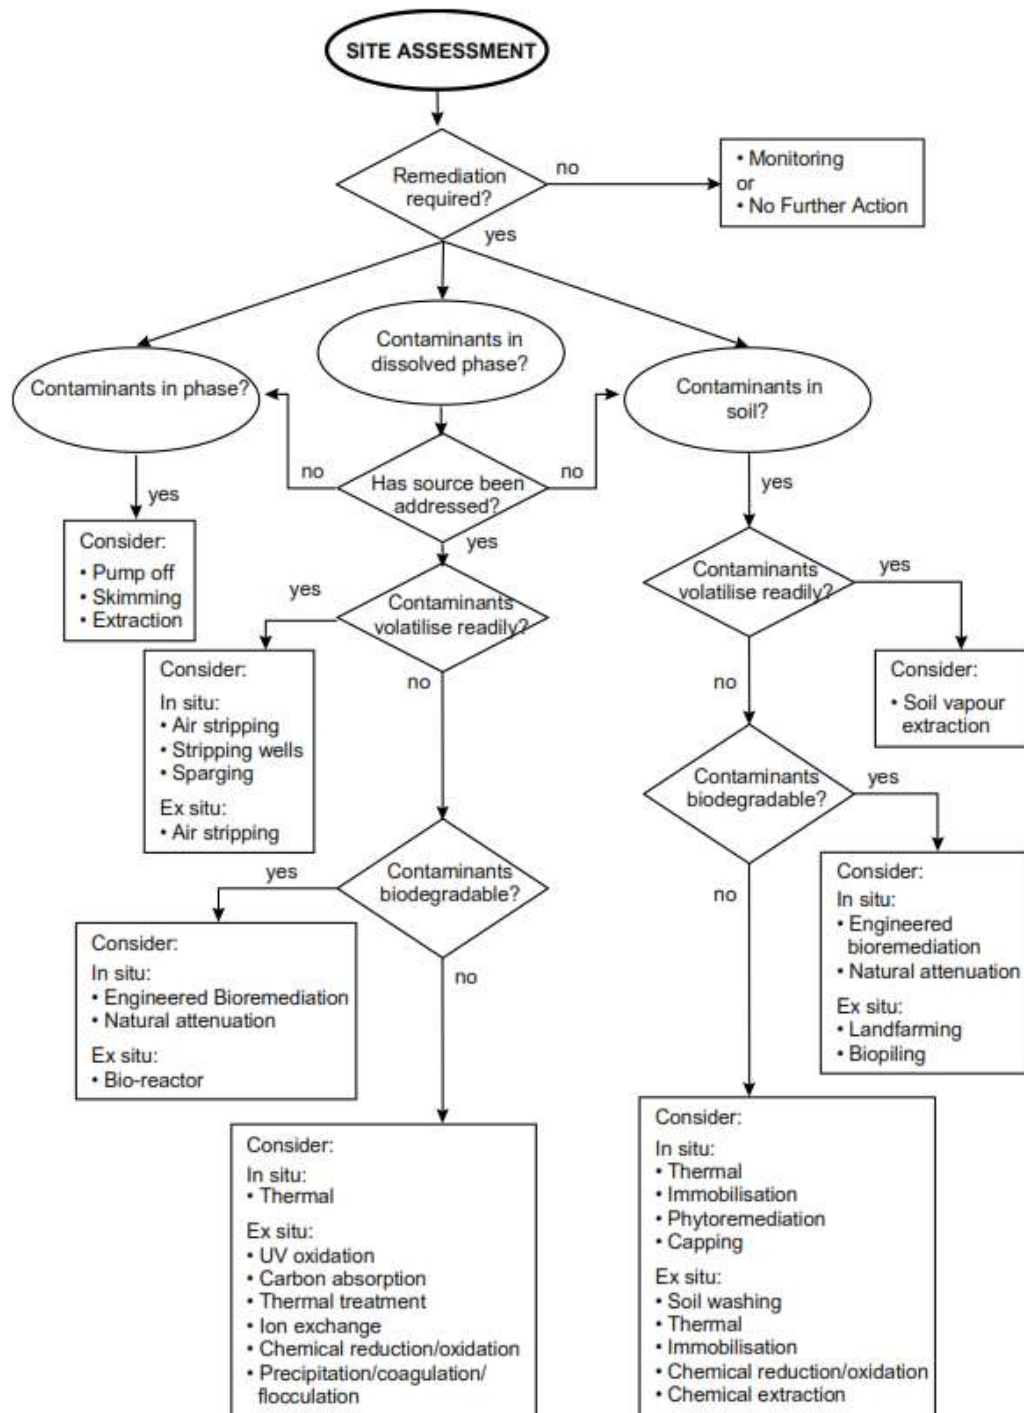 SITE ASSESSMENT
Remediation
required?
no
• Monitoring
or
• No Further Action
yes
Contaminants in phase?
Contaminants in
dissolved phase?
Contaminants in
soil?
no
Has source been
addressed?
no
yes
Consider:
• Pump off
• Skimming
• Extraction
yes
yes
Contaminants
volatilise readily?
yes
no
Consider:
In situ:
• Air stripping
• Stripping wells
• Sparging
Ex situ:
• Air stripping
yes
Contaminants
volatilise readily?
yes
Consider:
• Soil vapour
extraction
no
Contaminants
biodegradable?
yes
Consider:
In situ:
• Engineered
bioremediation
• Natural attenuation
Ex situ:
• Landfarming
• Biopiling
no
Contaminants
biodegradable?
yes
Consider:
In situ:
• Engineered Bioremediation
• Natural attenuation
Ex situ:
• Bio-reactor
no
Consider:
In situ:
• Thermal
Ex situ:
• UV oxidation
• Carbon absorption
• Thermal treatment
• Ion exchange
• Chemical reduction/oxidation
• Precipitation/coagulation/
flocculation
Consider:
In situ:
• Thermal
• Immobilisation
• Phytoremediation
• Capping
Ex situ:
• Soil washing
• Thermal
• Immobilisation
• Chemical reduction/oxidation
• Chemical extraction